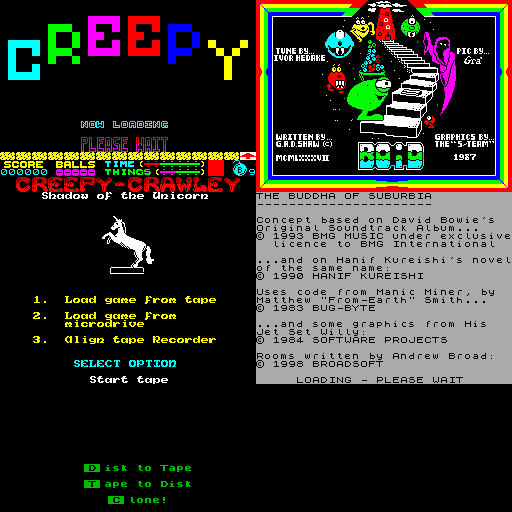 CREEPY
NOW LOADING
PLEASE WAIT
SCORE BALLS TIME
000000 00000 THINGS 9
CREEPY-CRAWLEY
TUNE BY...
IVOR HEDAKE
PIC BY...
WRITTEN BY...
G.R.D.SHAW (C)
MCMLXXXVII
GRAPHICS BY...
THE "S-TEAM"
1987
Shadow of the Unicorn
1. Load game from tape
2. Load game from
microdrive
3. Align tape Recorder
SELECT OPTION
Start tape
THE BUDDHA OF SUBURBIA
----------------------
Concept based on David Bowie's
Original Soundtrack Album...
© 1993 BMG MUSIC under exclusive
licence to BMG International
...and on Hanif Kureishi's novel
of the same name:
© 1990 HANIF KUREISHI
Uses code from Manic Miner, by
Matthew "From-Earth" Smith...
© 1983 BUG-BYTE
...and some graphics from His
Jet Set Willy:
© 1984 SOFTWARE PROJECTS
Rooms written by Andrew Broad:
© 1998 BROADSOFT
LOADING - PLEASE WAIT
Disk to Tape
Tape to Disk
Clone!